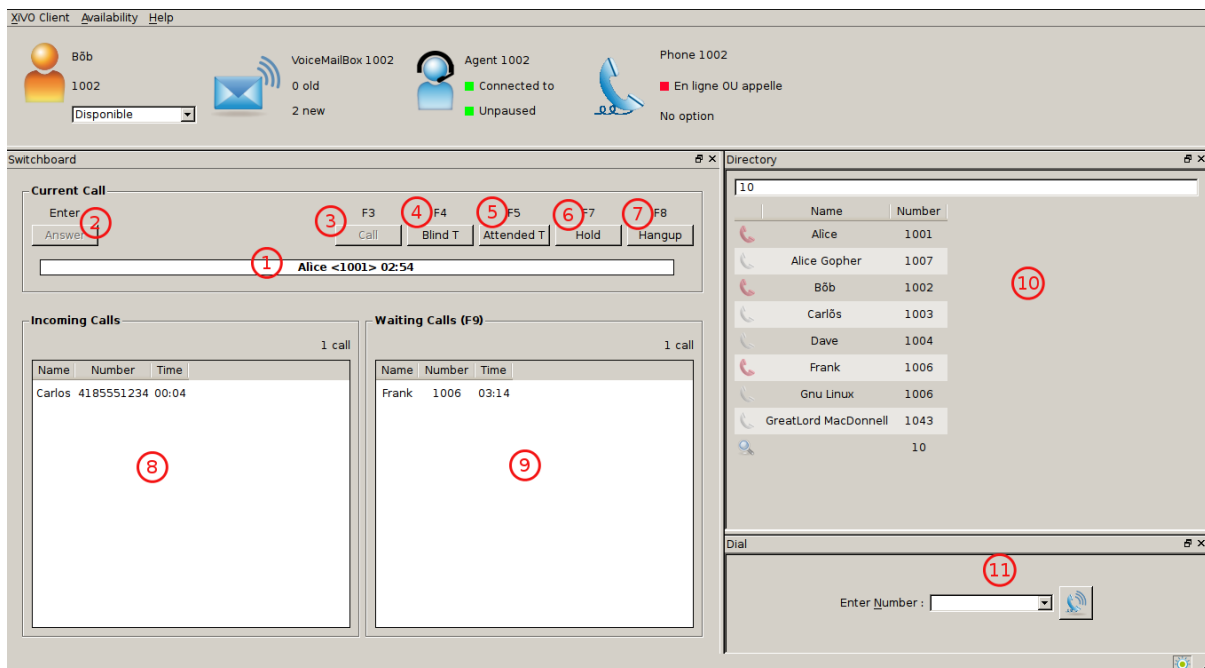 XiVO Client Availability Help
Bõb
1002
Disponible
VoiceMailBox 1002
0 old
2 new
Agent 1002
Connected to
Unpaused
Phone 1002
En ligne OU appelle
No option
Switchboard
Current Call
Enter F3 F4 F5 F7 F8
2 3 4 5 6 7
Answer Call Blind T Attended T Hold Hangup
1
Alice <1001> 02:54
Incoming Calls
1 call
Name Number Time
Carlos 4185551234 00:04
8
Waiting Calls (F9)
1 call
Name Number Time
Frank 1006 03:14
9
Directory
10
Name Number
Alice 1001
Alice Gopher 1007
Bõb 1002
10
Carlõs 1003
Dave 1004
Frank 1006
Gnu Linux 1006
GreatLord MacDonnell 1043
10
Dial
11
Enter Number :